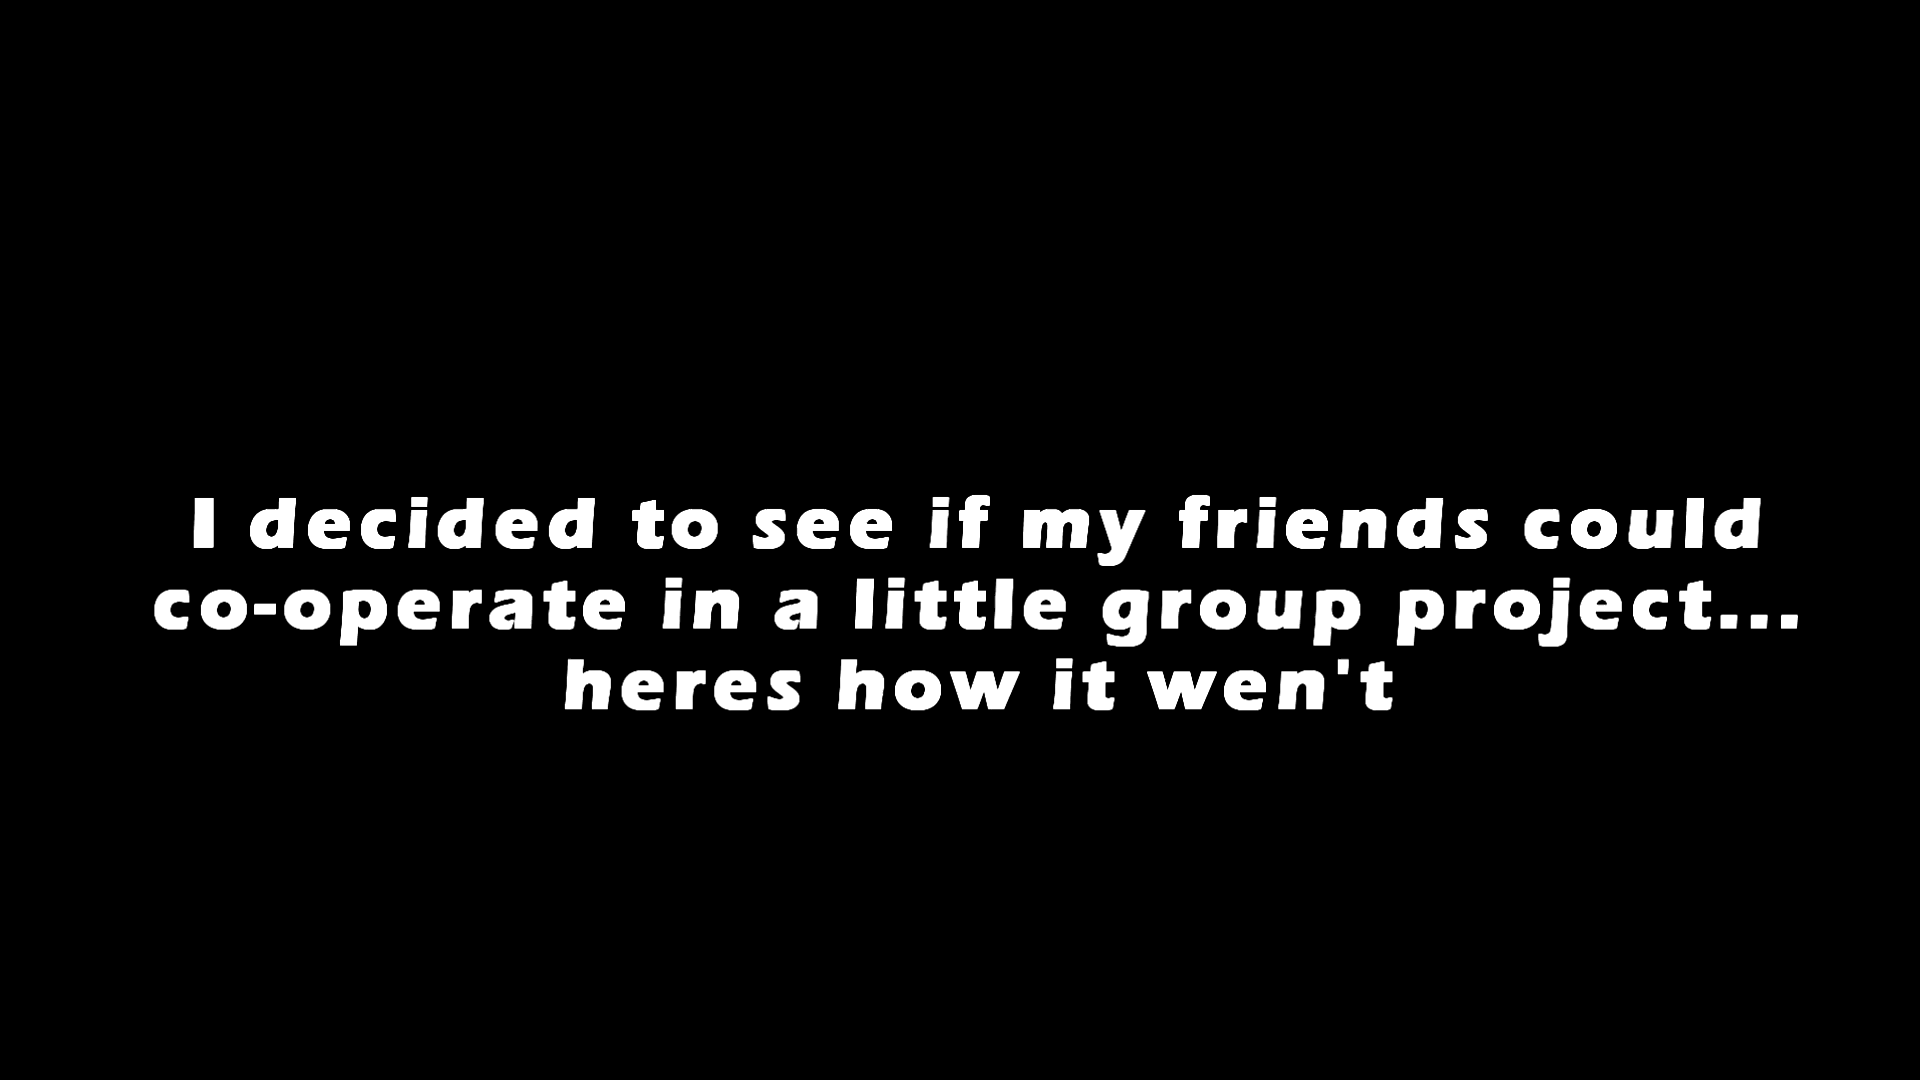 I decided to see if my friends could
co-operate in a little group project...
heres how it wen't